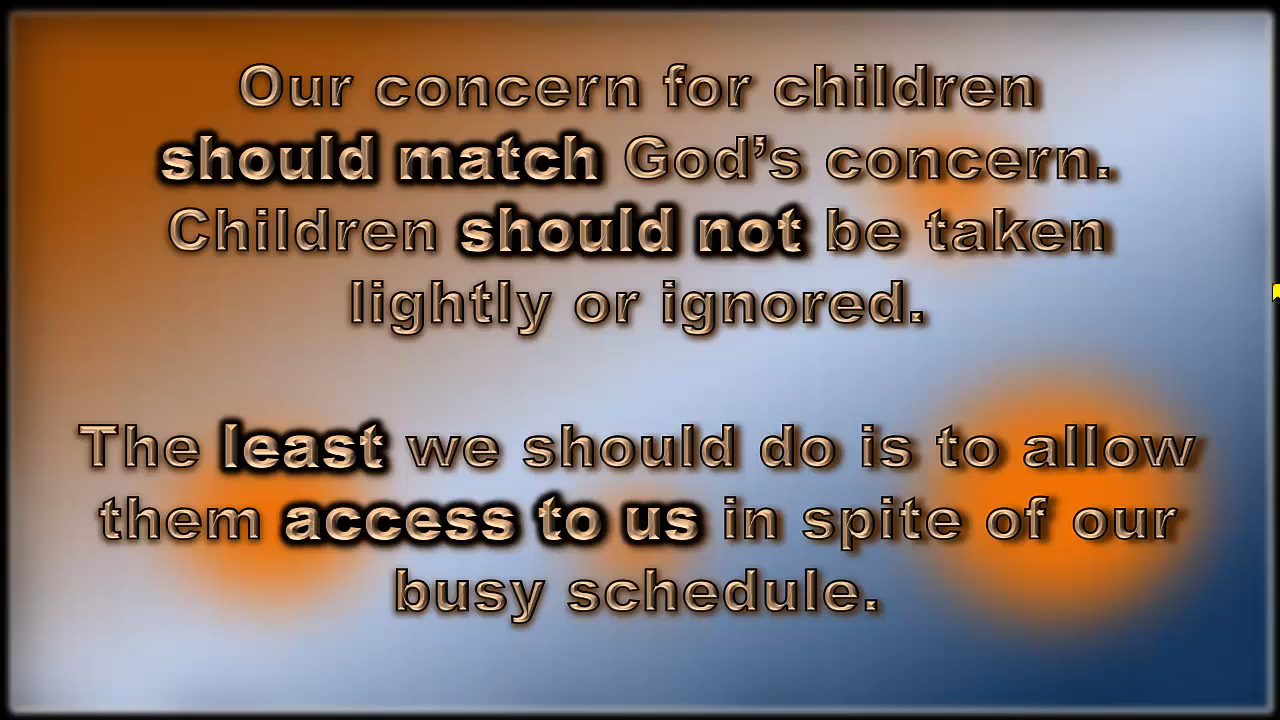 Our concern for children
should match God’s concern.
Children should not be taken
lightly or ignored.
The least we should do is to allow
them access to us in spite of our
busy schedule.